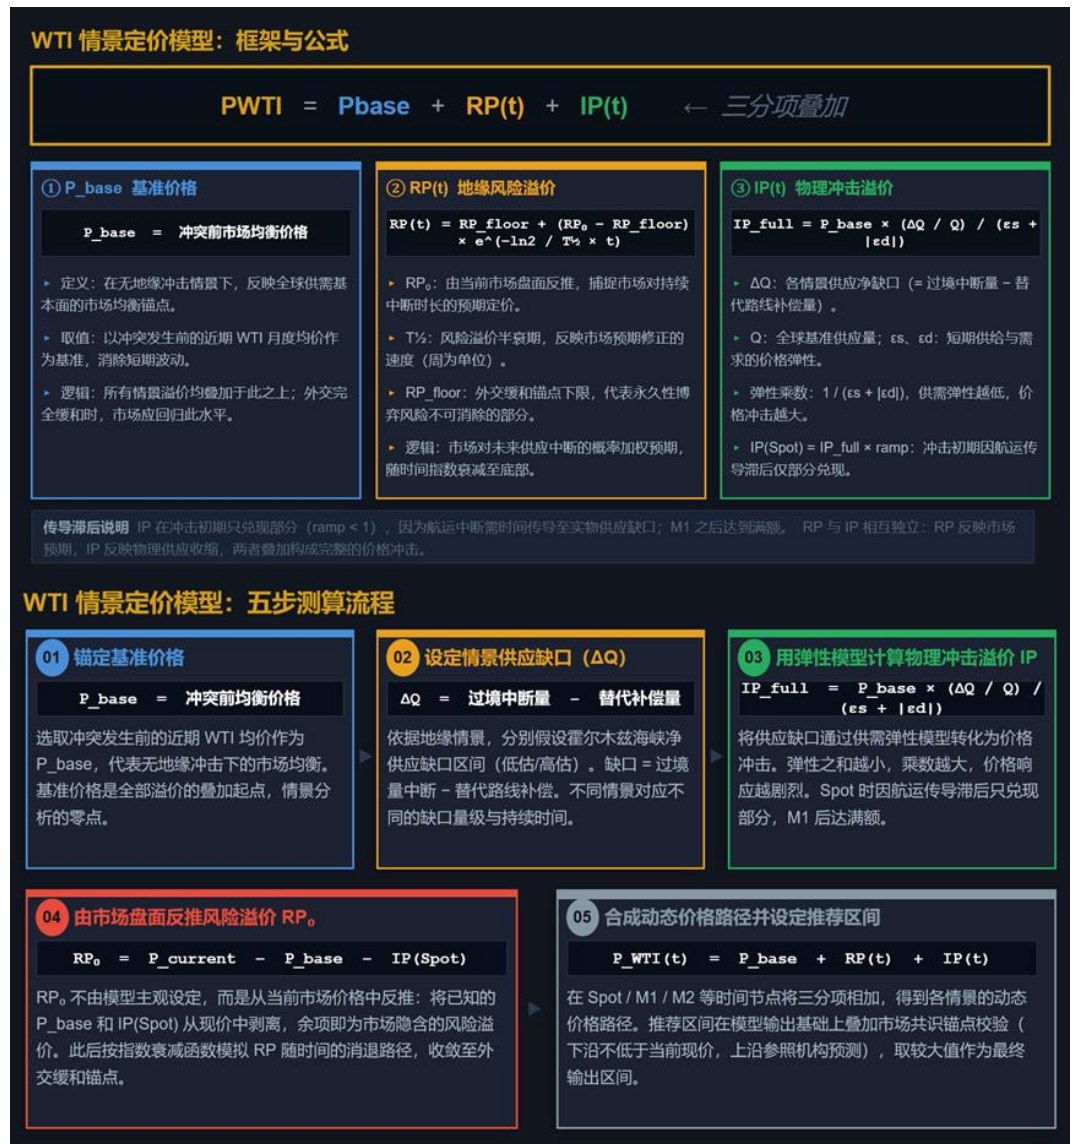 WTI 情景定价模型：框架与公式
PWTI = Pbase + RP(t) + IP(t) ← 三分项叠加
① P_base 基准价格
P_base = 冲突前市场均衡价格
▸ 定义：在无地缘冲击情景下，反映全球供需基
本面的市场均衡锚点。
▸ 取值：以冲突发生前的近期 WTI 月度均价作
为基准，消除短期波动。
▸ 逻辑：所有情景溢价均叠加于此之上；外交完
全缓和时，市场应回归此水平。
② RP(t) 地缘风险溢价
RP(t) = RP_floor + (RP₀ − RP_floor)
× e^(−ln2 / T½ × t)
▸ RP₀：由当前市场盘面反推，捕捉市场对持续
中断时长的预期定价。
▸ T½：风险溢价半衰期，反映市场预期修正的
速度（周为单位）。
▸ RP_floor：外交缓和锚点下限，代表永久性博
弈风险不可消除的部分。
▸ 逻辑：市场对未来供应中断的概率加权预期，
随时间指数衰减至底部。
③ IP(t) 物理冲击溢价
IP_full = P_base × (ΔQ / Q) / (εs +
|εd|)
▸ ΔQ：各情景供应净缺口（= 过境中断量 − 替
代路线补偿量）。
▸ Q：全球基准供应量；εs、εd：短期供给与需
求的价格弹性。
▸ 弹性乘数：1 / (εs + |εd|)，供需弹性越低，价
格冲击越大。
▸ IP(Spot) = IP_full × ramp：冲击初期因航运传
导滞后仅部分兑现。
传导滞后说明 IP 在冲击初期只兑现部分（ramp < 1），因为航运中断需时间传导至实物供应缺口；M1 之后达到满额。 RP 与 IP 相互独立：RP 反映市场
预期，IP 反映物理供应收缩，两者叠加构成完整的价格冲击。
WTI 情景定价模型：五步测算流程
01 锚定基准价格
P_base = 冲突前均衡价格
选取冲突发生前的近期 WTI 均价作为
P_base，代表无地缘冲击下的市场均衡。
基准价格是全部溢价的叠加起点，情景分
析的零点。
02 设定情景供应缺口（ΔQ）
ΔQ = 过境中断量 − 替代补偿量
依据地缘情景，分别假设霍尔木兹海峡净
供应缺口区间（低估/高估）。缺口 = 过境
量中断 − 替代路线补偿。不同情景对应不
同的缺口量级与持续时间。
03 用弹性模型计算物理冲击溢价 IP
IP_full = P_base × (ΔQ / Q) /
(εs + |εd|)
将供应缺口通过供需弹性模型转化为价格
冲击。弹性之和越小，乘数越大，价格响
应越剧烈。Spot 时因航运传导滞后只兑现
部分，M1 后达满额。
04 由市场盘面反推风险溢价 RP₀
RP₀ = P_current − P_base − IP(Spot)
RP₀ 不由模型主观设定，而是从当前市场价格中反推：将已知的
P_base 和 IP(Spot) 从现价中剥离，余项即为市场隐含的风险溢
价。此后按指数衰减函数模拟 RP 随时间的消退路径，收敛至外
交缓和锚点。
05 合成动态价格路径并设定推荐区间
P_WTI(t) = P_base + RP(t) + IP(t)
在 Spot / M1 / M2 等时间节点将三分项相加，得到各情景的动态
价格路径。推荐区间在模型输出基础上叠加市场共识锚点校验（
下沿不低于当前现价，上沿参照机构预测），取较大值作为最终
输出区间。